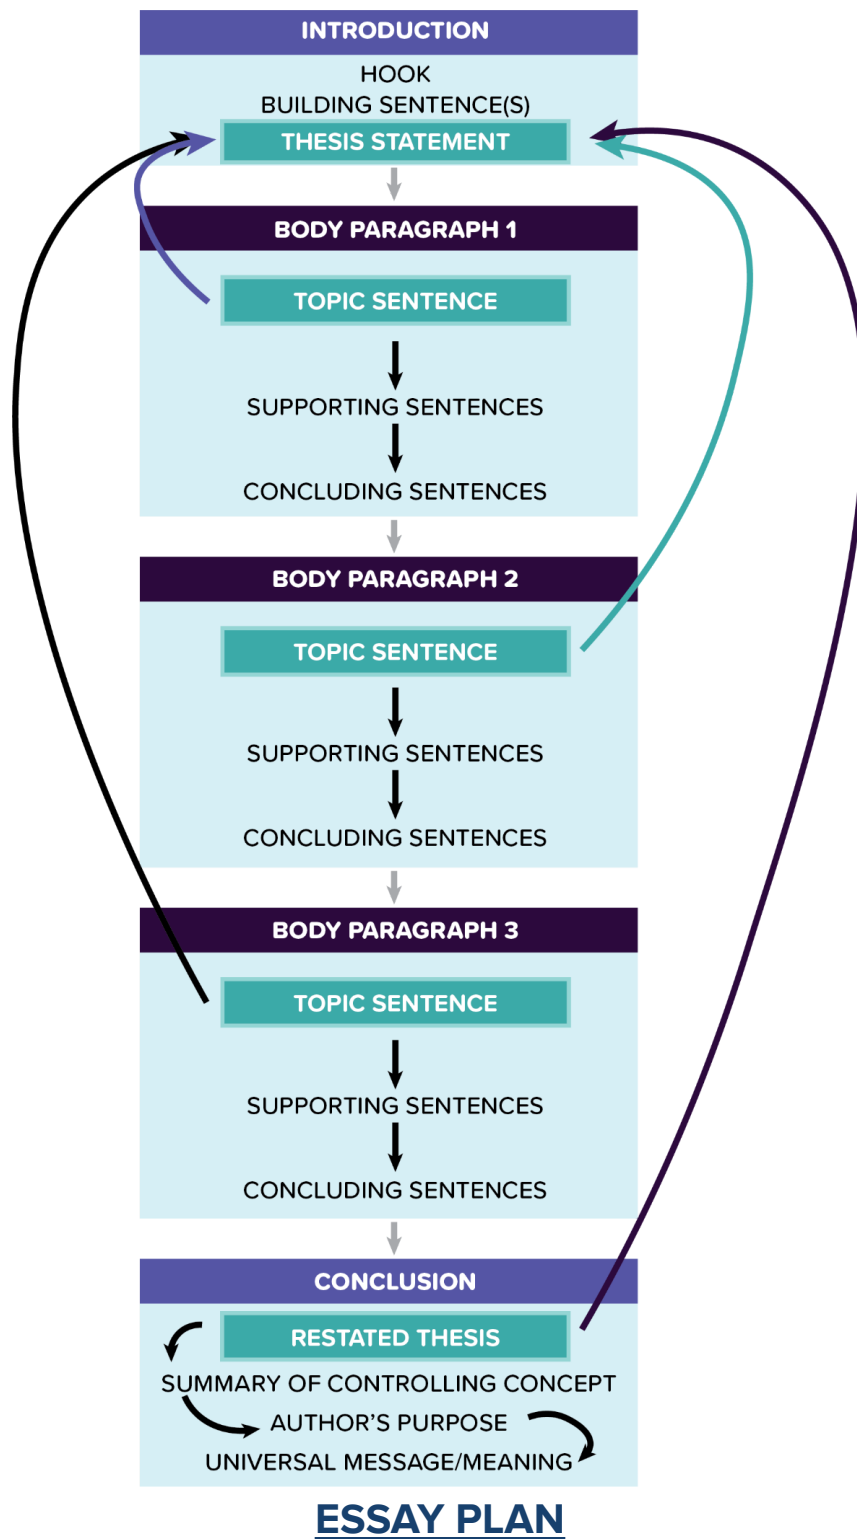 INTRODUCTION
HOOK
BUILDING SENTENCE(S)
THESIS STATEMENT
BODY PARAGRAPH 1
TOPIC SENTENCE
SUPPORTING SENTENCES
CONCLUDING SENTENCES
BODY PARAGRAPH 2
TOPIC SENTENCE
SUPPORTING SENTENCES
CONCLUDING SENTENCES
BODY PARAGRAPH 3
TOPIC SENTENCE
SUPPORTING SENTENCES
CONCLUDING SENTENCES
CONCLUSION
RESTATED THESIS
SUMMARY OF CONTROLLING CONCEPT
AUTHOR'S PURPOSE
UNIVERSAL MESSAGE/MEANING
ESSAY PLAN